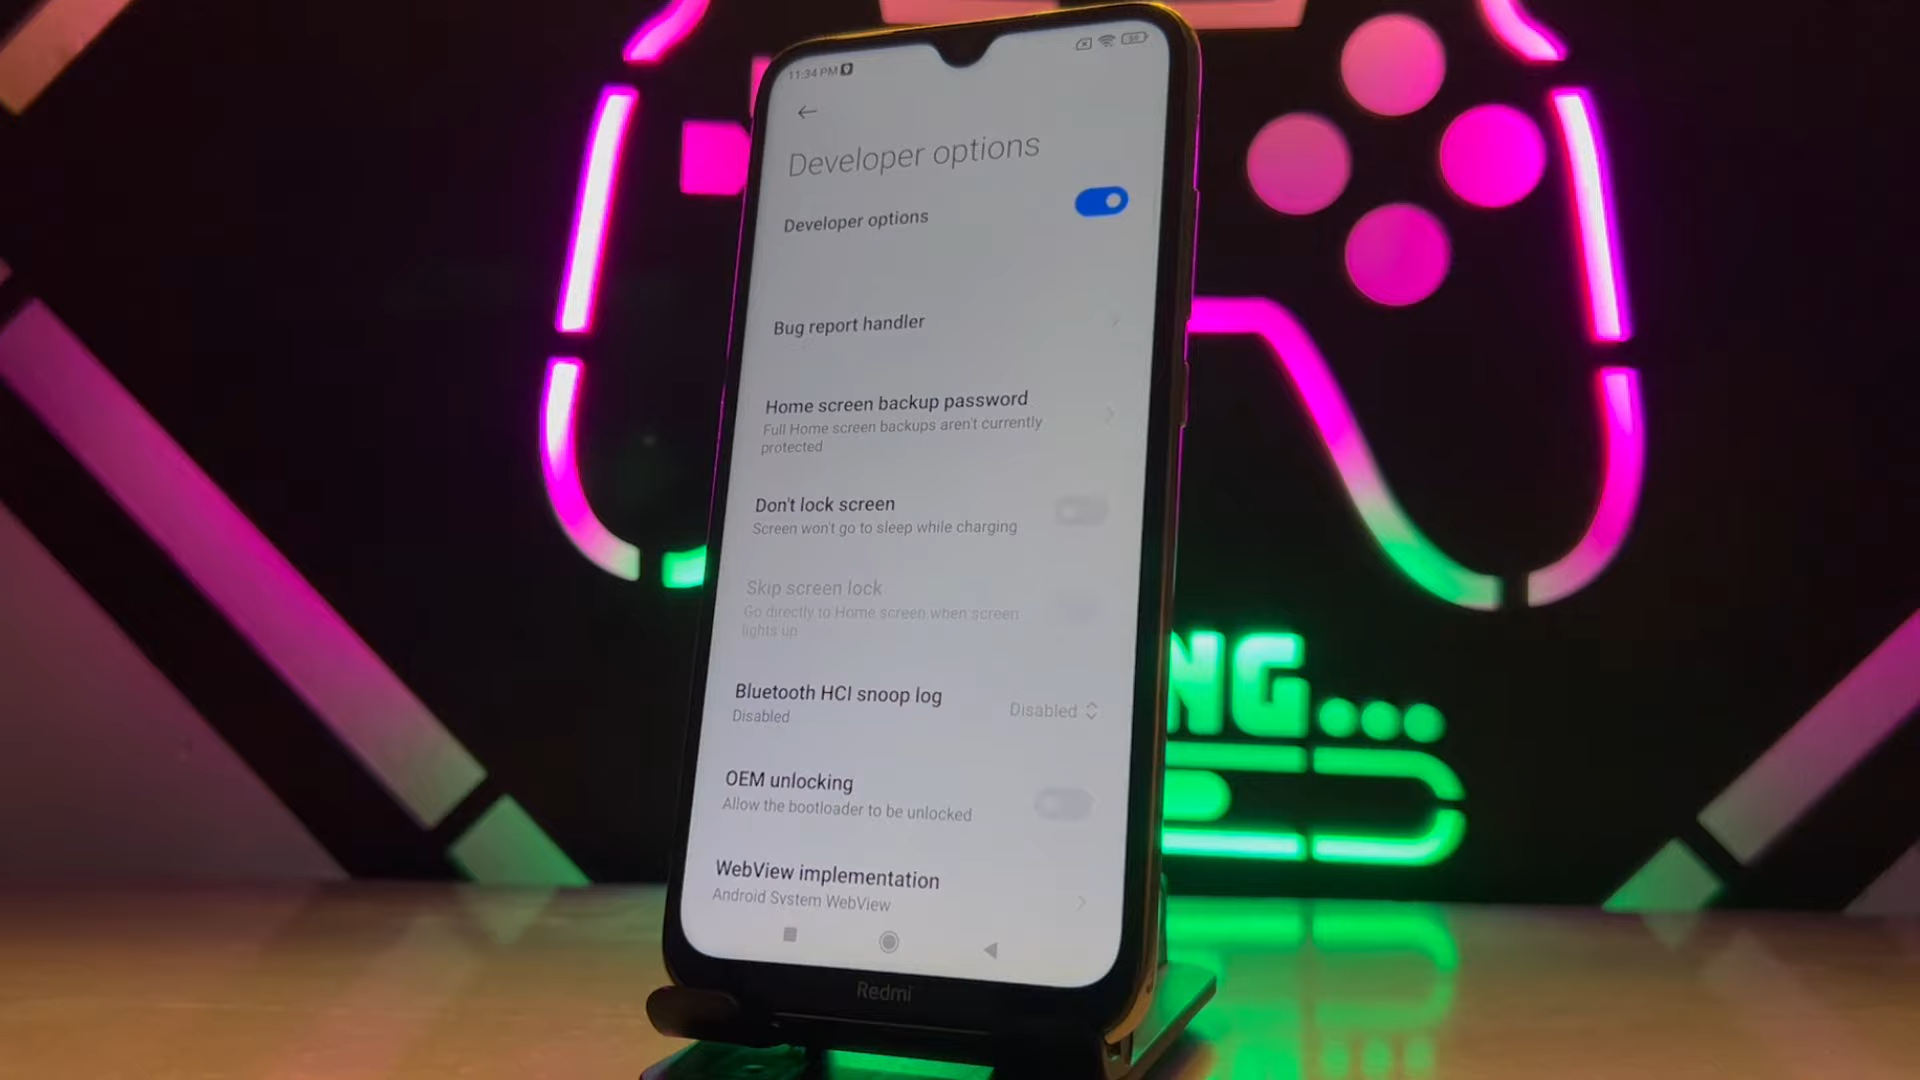 11:34 PM
Developer options
Developer options
Bug report handler
Home screen backup password
Full Home screen backups aren't currently
protected
Don't lock screen
Screen won't go to sleep while charging
Skip screen lock
Go directly to Home screen when screen
lights up
Bluetooth HCI snoop log
Disabled
Disabled
OEM unlocking
Allow the bootloader to be unlocked
WebView implementation
Android System WebView
Redmi
NG...